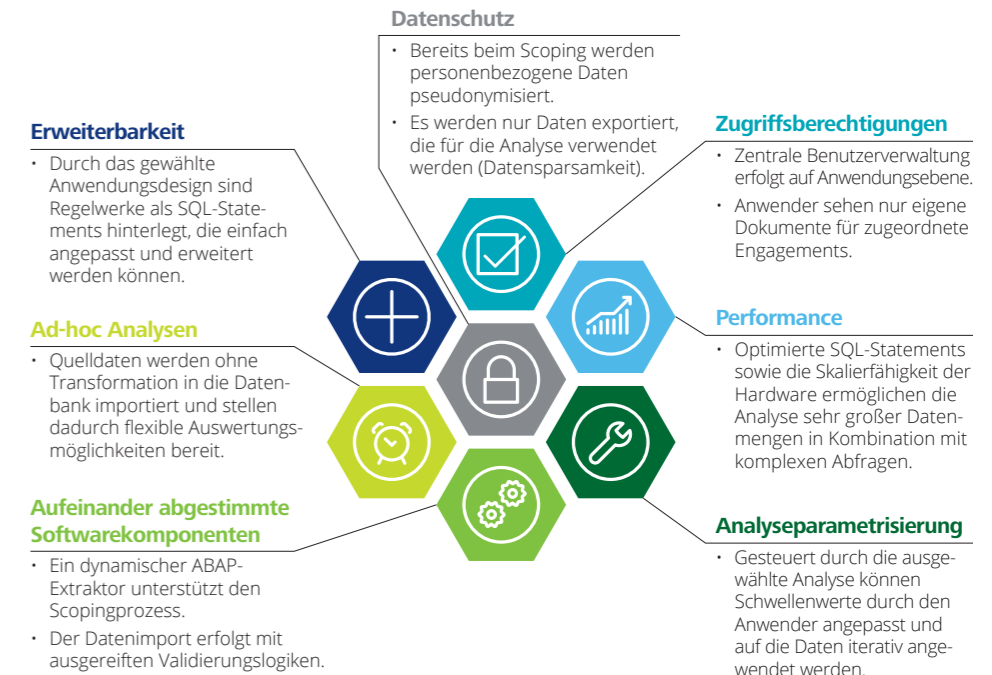 Datenschutz
· Bereits beim Scoping werden
personenbezogene Daten
pseudonymisiert.
· Es werden nur Daten exportiert,
die für die Analyse verwendet
werden (Datensparsamkeit).
Erweiterbarkeit
· Durch das gewählte
Anwendungsdesign sind
Regelwerke als SQL-State-
ments hinterlegt, die einfach
angepasst und erweitert
werden können.
Ad-hoc Analysen
· Quelldaten werden ohne
Transformation in die Daten-
bank importiert und stellen
dadurch flexible Auswertungs-
möglichkeiten bereit.
Aufeinander abgestimmte
Softwarekomponenten
· Ein dynamischer ABAP-
Extraktor unterstützt den
Scopingprozess.
· Der Datenimport erfolgt mit
ausgereiften Validierungslogiken.
Zugriffsberechtigungen
· Zentrale Benutzerverwaltung
erfolgt auf Anwendungsebene.
· Anwender sehen nur eigene
Dokumente für zugeordnete
Engagements.
Performance
· Optimierte SQL-Statements
sowie die Skalierfähigkeit der
Hardware ermöglichen die
Analyse sehr großer Daten-
mengen in Kombination mit
komplexen Abfragen.
Analyseparametrisierung
· Gesteuert durch die ausge-
wählte Analyse können
Schwellenwerte durch den
Anwender angepasst und
auf die Daten iterativ ange-
wendet werden.